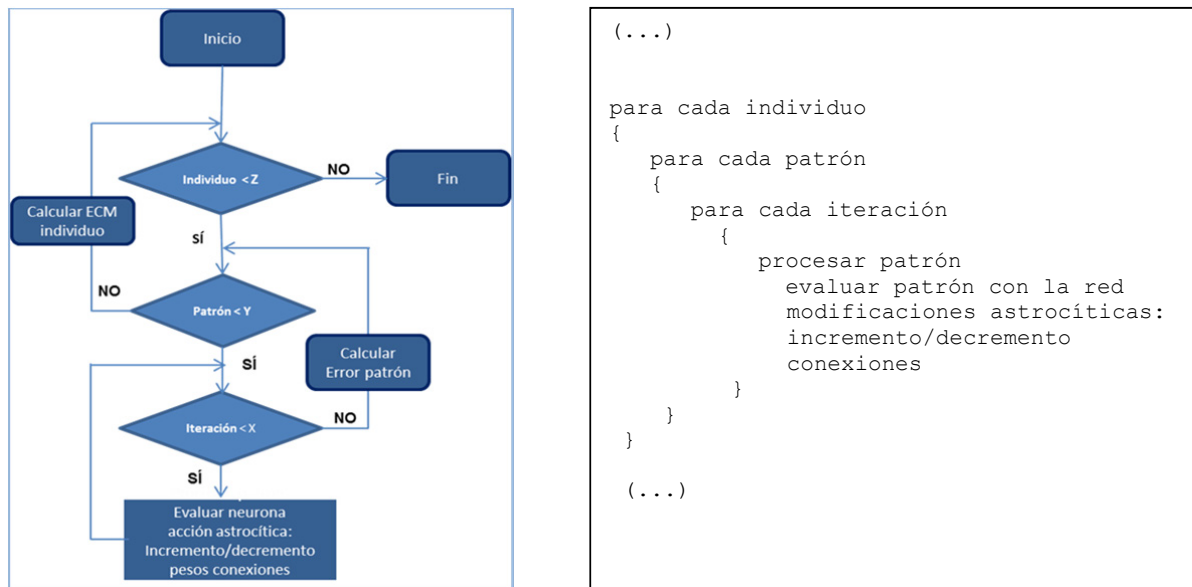 Inicio
Individuo < Z
NO
Fin
Calcular ECM
individuo
SÍ
NO
Patrón < Y
SÍ
Calcular
Error patrón
Iteración < X
NO
SÍ
Evaluar neurona
acción astrocítica:
Incremento/decremento
pesos conexiones
(...)
para cada individuo
{
para cada patrón
{
para cada iteración
{
procesar patrón
evaluar patrón con la red
modificaciones astrocíticas:
incremento/decremento
conexiones
}
}
}
(...)